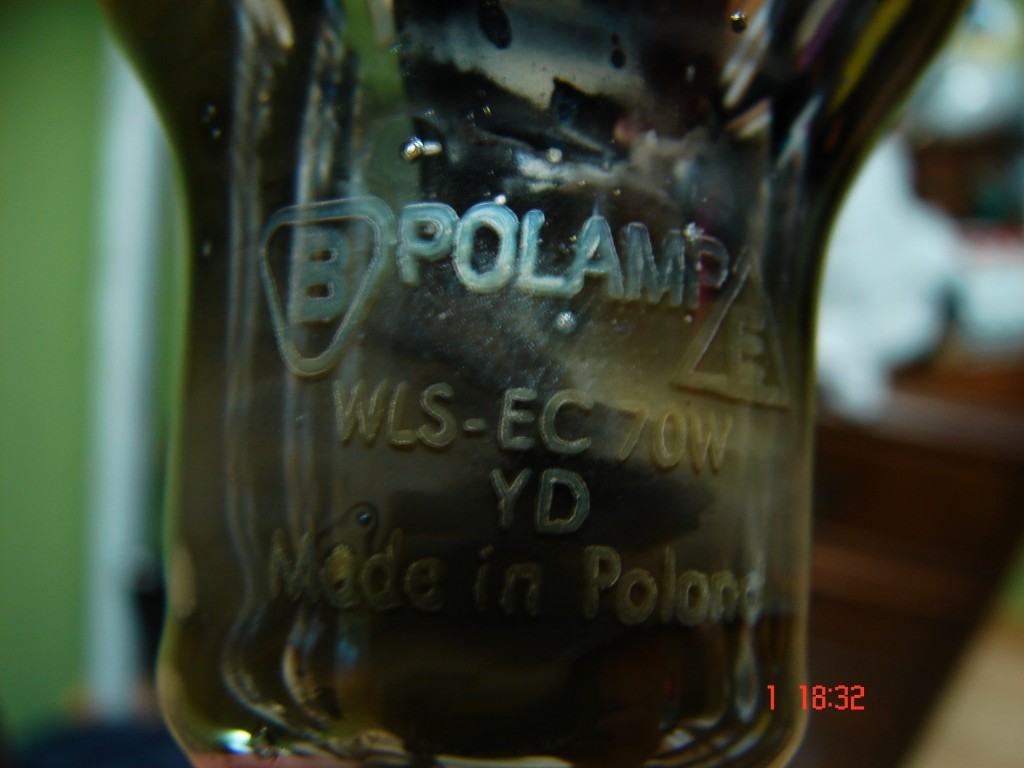 B POLAMP E
WLS-EC 70W
YD
Made in Poland
1 18:32